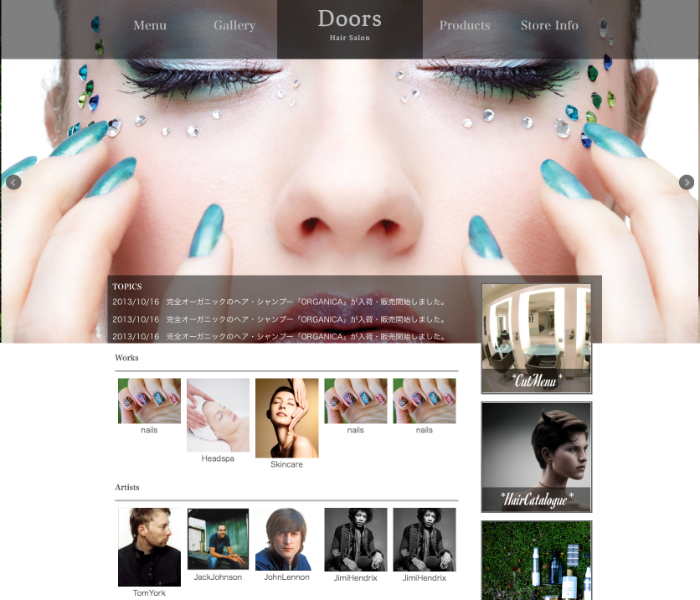 Menu
Gallery
Doors
Hair Salon
Products
Store Info
TOPICS
2013/10/16 完全オーガニックのヘア・シャンプー「ORGANICA」が入荷・販売開始しました。
2013/10/16 完全オーガニックのヘア・シャンプー「ORGANICA」が入荷・販売開始しました。
2013/10/16 完全オーガニックのヘア・シャンプー「ORGANICA」が入荷・販売開始しました。
*CutMenu*
Works
nails
Headspa
Skincare
nails
nails
*HairCatalogue*
Artists
TomYork
JackJohnson
JohnLennon
JimiHendrix
JimiHendrix